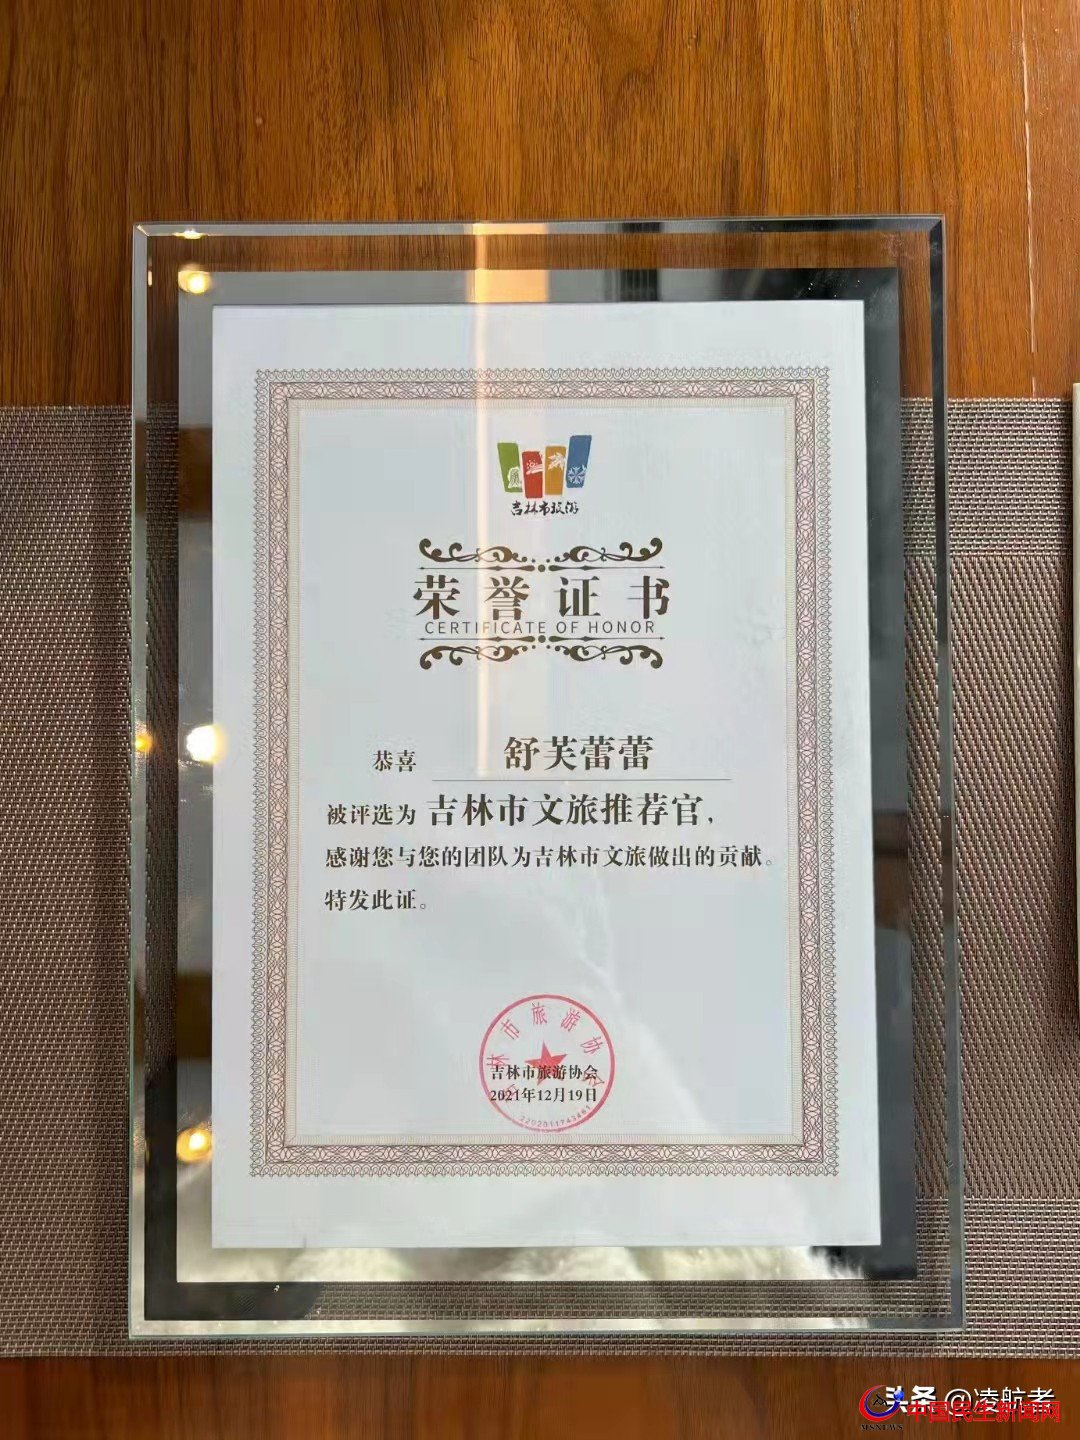 吉林市旅游
荣誉证书
CERTIFICATE OF HONOR
恭喜 舒芙蕾蕾
被评选为 吉林市文旅推荐官，
感谢您与您的团队为吉林市文旅做出的贡献。
特发此证。
吉林市旅游协会
吉林市旅游协会
2021年12月19日
头条 @凌航者
中国民生新闻网
MSNEWS